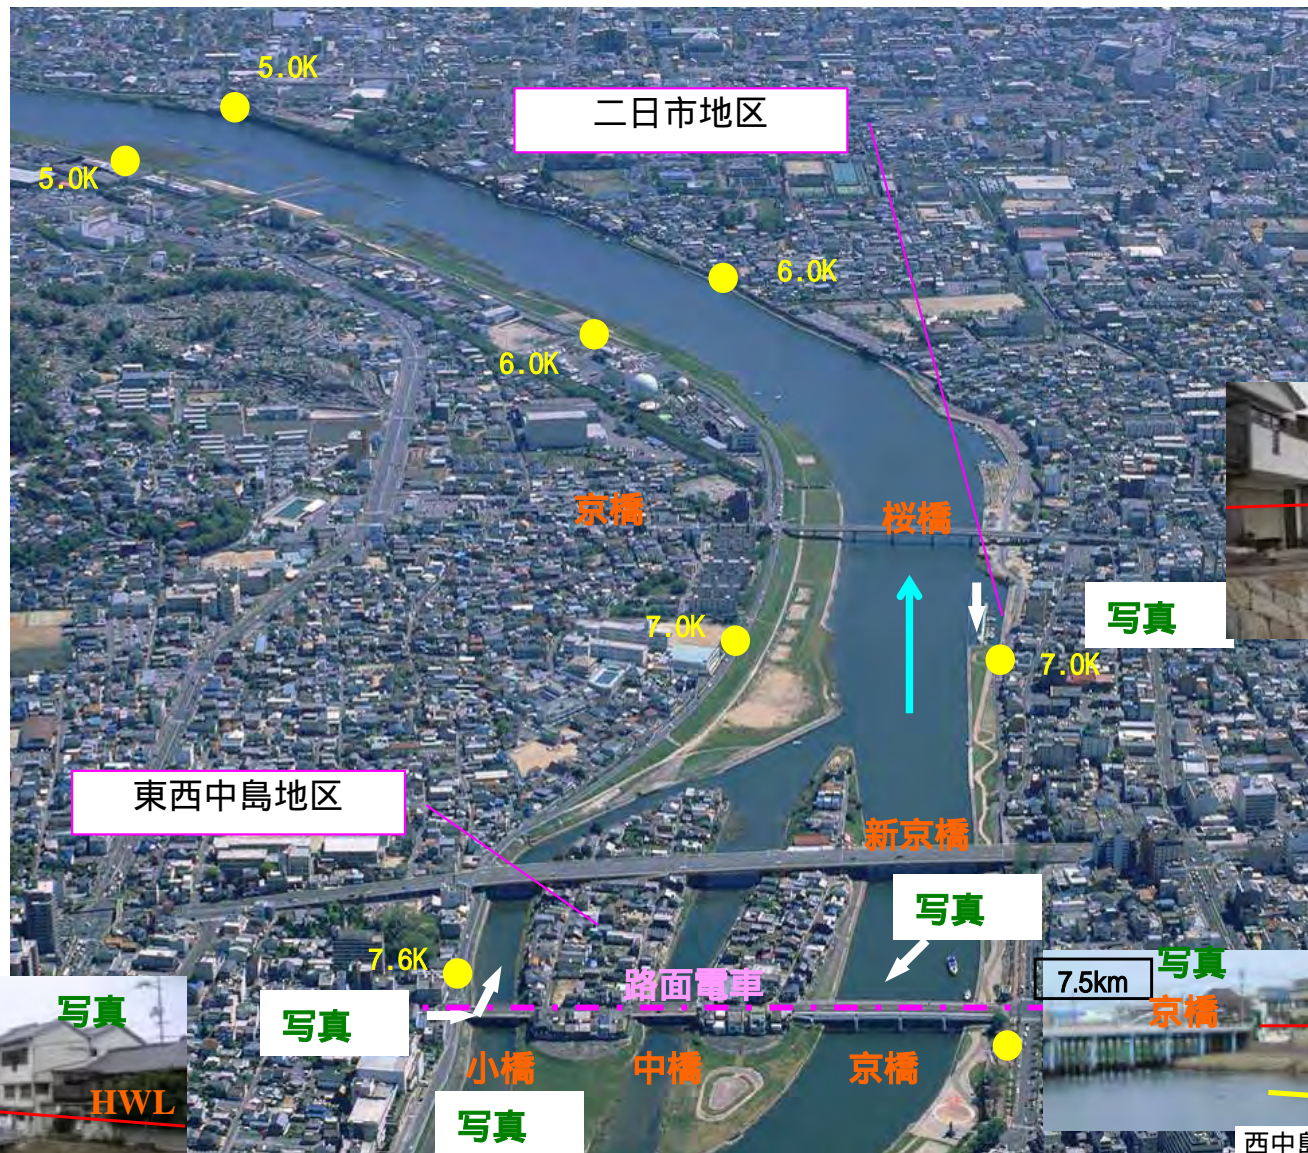 5.0K
二日市地区
5.0K
6.0K
6.0K
京橋
桜橋
写真
7.0K
7.0K
東西中島地区
新京橋
写真
7.6K
路面電車
写真
7.5km
写真
写真
京橋
小橋
中橋
京橋
HWL
写真
西中島